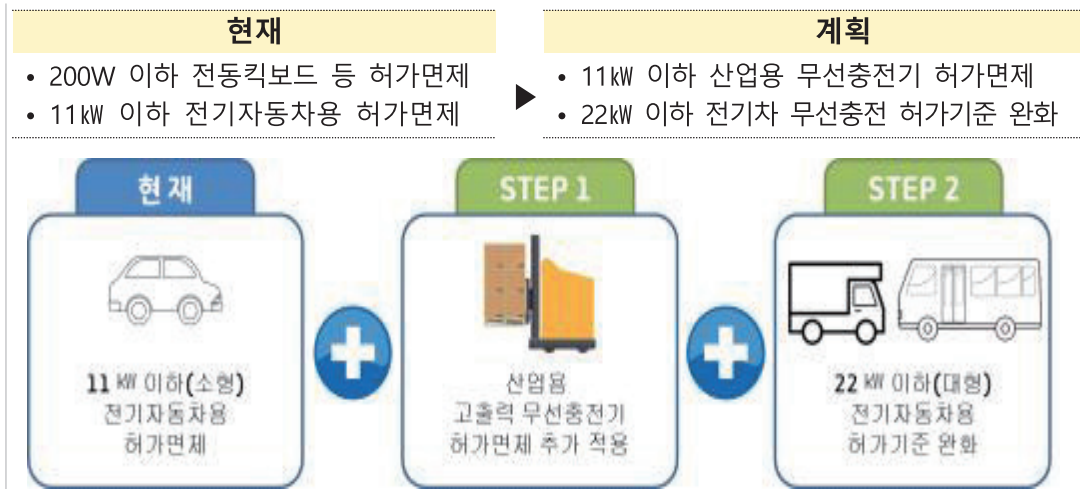 현재
• 200W 이하 전동킥보드 등 허가면제
• 11㎾ 이하 전기자동차용 허가면제
▶
계획
• 11㎾ 이하 산업용 무선충전기 허가면제
• 22㎾ 이하 전기차 무선충전 허가기준 완화
현재
11 ㎾ 이하(소형)
전기자동차용
허가면제
STEP 1
산업용
고출력 무선충전기
허가면제 추가 적용
STEP 2
22 ㎾ 이하(대형)
전기자동차용
허가기준 완화